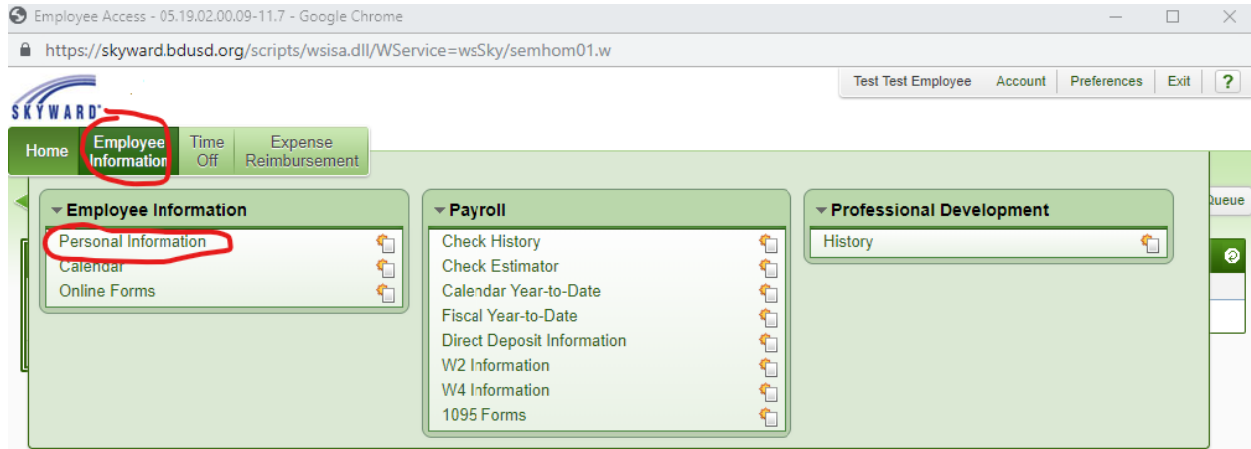 Employee Access - 05.19.02.00.09-11.7 - Google Chrome
https://skyward.bdusd.org/scripts/wsisa.dll/WService=wsSky/semhom01.w
Test Test Employee Account Preferences Exit ?
SKYWARD
Home Employee Information Time Off Expense Reimbursement
Queue
Employee Information
Personal Information
Calendar
Online Forms
Payroll
Check History
Check Estimator
Calendar Year-to-Date
Fiscal Year-to-Date
Direct Deposit Information
W2 Information
W4 Information
1095 Forms
Professional Development
History